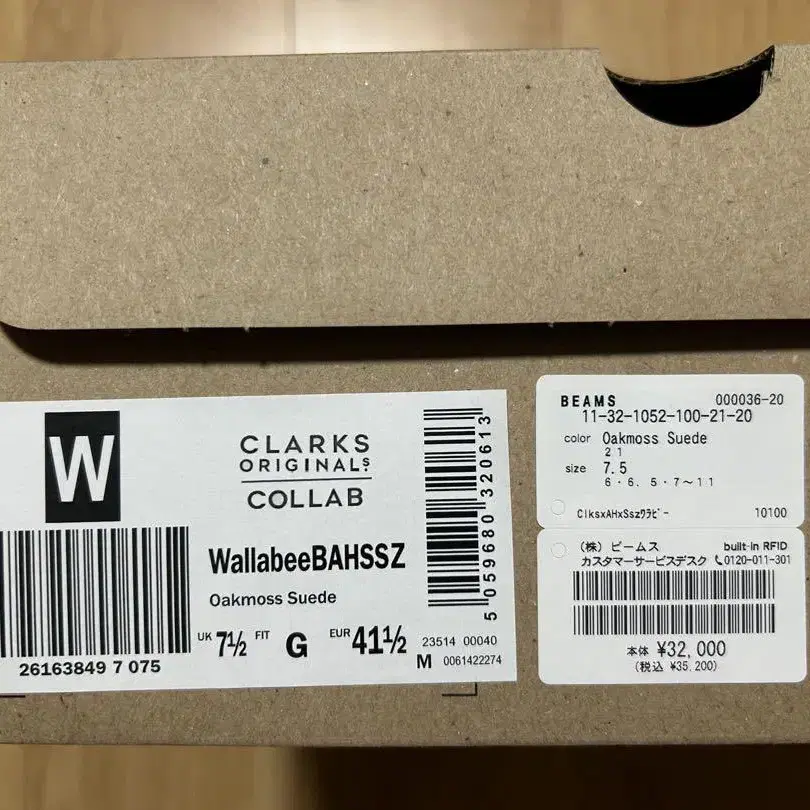 W
CLARKS
ORIGINALS
COLLAB
WallabeeBAHSSZ
Oakmoss Suede
UK 7½ FIT G EUR 41½
23514 00040
M 0061422274
26163849 7 075
5 059680 320613
BEAMS 000036-20
11-32-1052-100-21-20
color Oakmoss Suede
21
size 7.5
6・6.5・7〜11
ClksxAHxSszワラビー 10100
(株) ビームス built-in RFID
カスタマーサービスデスク 0120-011-301
本体 ¥32,000
(税込 ¥35,200)